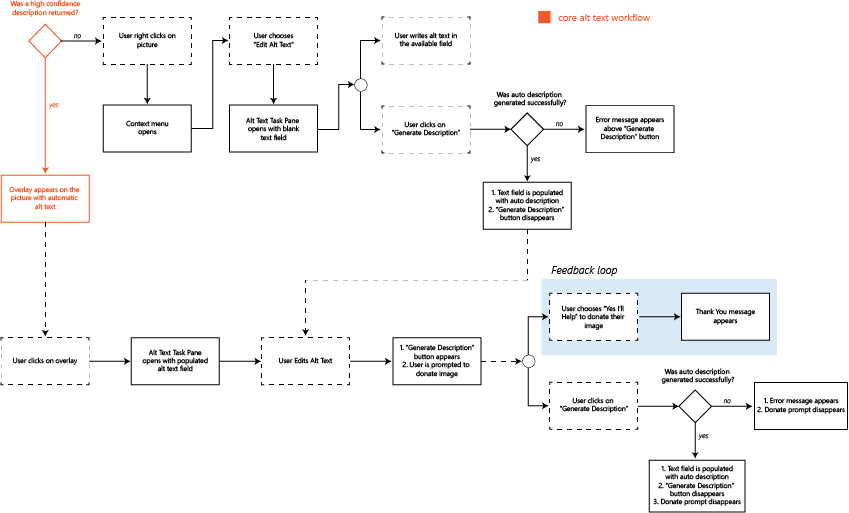 Was a high confidence
description returned?
core alt text workflow
no
User right clicks on
picture
User chooses
"Edit Alt Text"
User writes alt text in
the available field
yes
Context menu
opens
Alt Text Task Pane
opens with blank
text field
User clicks on
"Generate Description"
Was auto description
generated successfully?
no
Error message appears
above "Generate
Description" button
yes
Overlay appears on the
picture with automatic
alt text
1. Text field is populated
with auto description
2. "Generate Description"
button disappears
Feedback loop
User chooses "Yes I'll
Help" to donate their
image
Thank You message
appears
User clicks on overlay
Alt Text Task Pane
opens with populated
alt text field
User Edits Alt Text
1. "Generate Description"
button appears
2. User is prompted to
donate image
User clicks on
"Generate Description"
Was auto description
generated successfully?
no
1. Error message appears
2. Donate prompt disappears
yes
1. Text field is populated
with auto description
2. "Generate Description"
button disappears
3. Donate prompt disappears